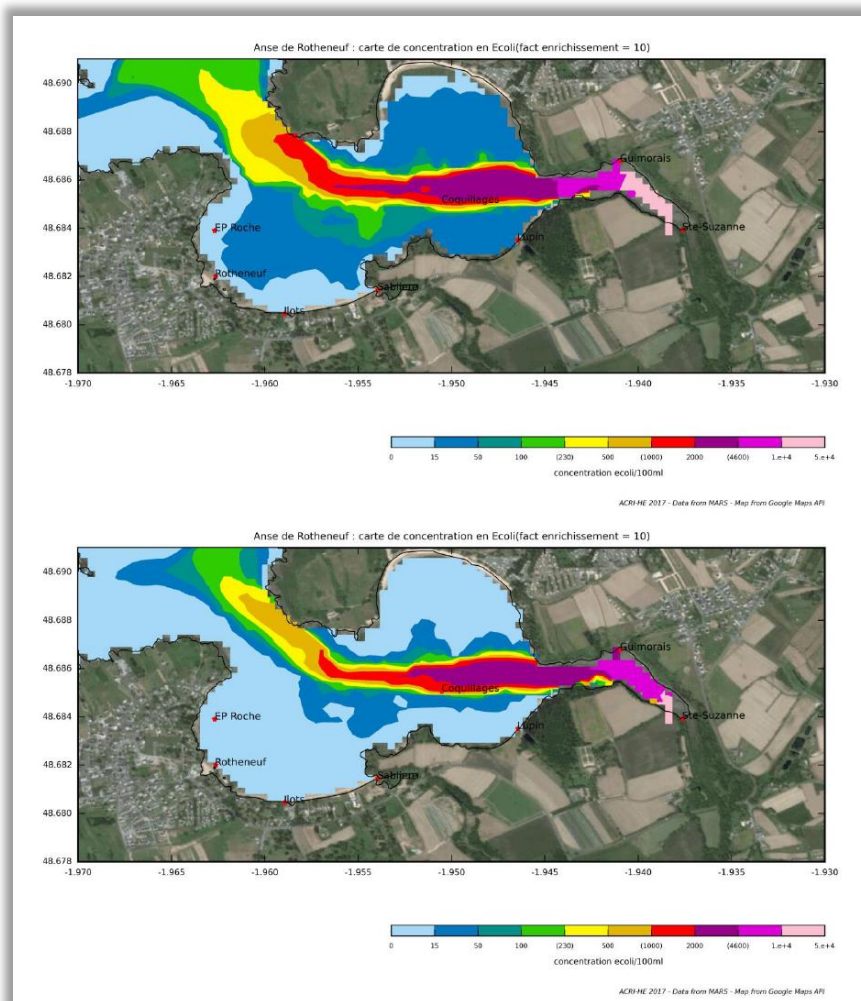 Anse de Rotheneuf : carte de concentration en Ecoli(fact enrichissement = 10)
48.690
48.688
Guimorais
48.686
Coquillages
48.684
EP Roche
Ste-Suzanne
Lupin
48.682
Rotheneuf
Sabliere
Ilots
48.680
48.678
-1.970 -1.965 -1.960 -1.955 -1.950 -1.945 -1.940 -1.935 -1.930
0 15 50 100 (230) 500 (1000) 2000 (4600) 1.e+4 5.e+4
concentration ecoli/100ml
ACRI-HE 2017 - Data from MARS - Map from Google Maps API
Anse de Rotheneuf : carte de concentration en Ecoli(fact enrichissement = 10)
48.690
48.688
Guimorais
48.686
Coquillages
48.684
EP Roche
Ste-Suzanne
Lupin
48.682
Rotheneuf
Sabliere
Ilots
48.680
48.678
-1.970 -1.965 -1.960 -1.955 -1.950 -1.945 -1.940 -1.935 -1.930
0 15 50 100 (230) 500 (1000) 2000 (4600) 1.e+4 5.e+4
concentration ecoli/100ml
ACRI-HE 2017 - Data from MARS - Map from Google Maps API